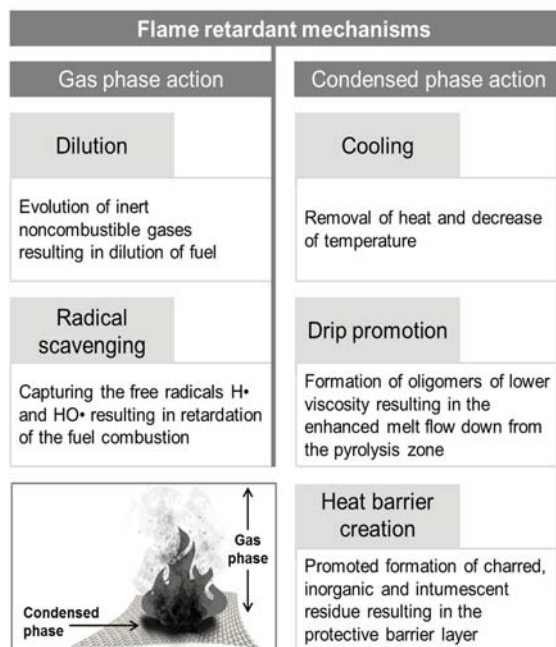 Flame retardant mechanisms
Gas phase action
Dilution
Evolution of inert
noncombustible gases
resulting in dilution of fuel
Radical
scavenging
Capturing the free radicals H•
and HO• resulting in retardation
of the fuel combustion
Gas
phase
Condensed
phase
Condensed phase action
Cooling
Removal of heat and decrease
of temperature
Drip promotion
Formation of oligomers of lower
viscosity resulting in the
enhanced melt flow down from
the pyrolysis zone
Heat barrier
creation
Promoted formation of charred,
inorganic and intumescent
residue resulting in the
protective barrier layer